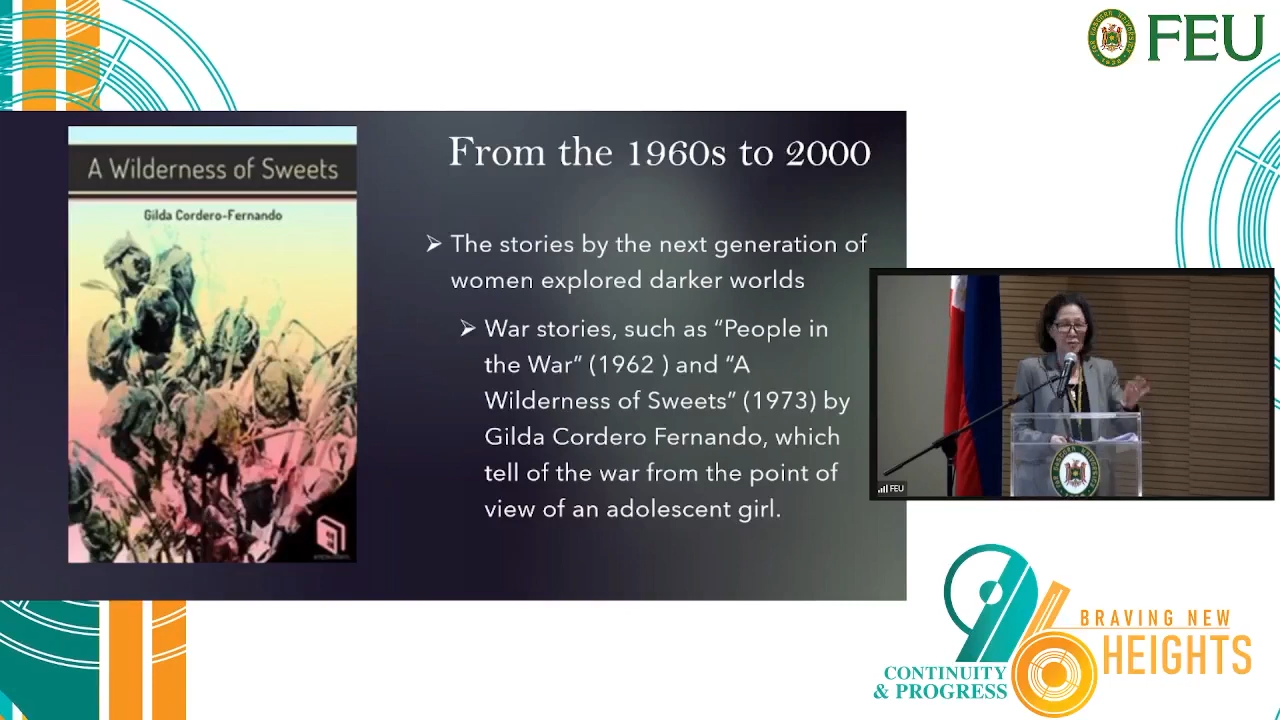 FEU
A Wilderness of Sweets
Gilda Cordero-Fernando
From the 1960s to 2000
The stories by the next generation of
women explored darker worlds
War stories, such as “People in
the War” (1962 ) and “A
Wilderness of Sweets” (1973) by
Gilda Cordero Fernando, which
tell of the war from the point of
view of an adolescent girl.
FEU
96
BRAVING NEW
HEIGHTS
CONTINUITY
& PROGRESS